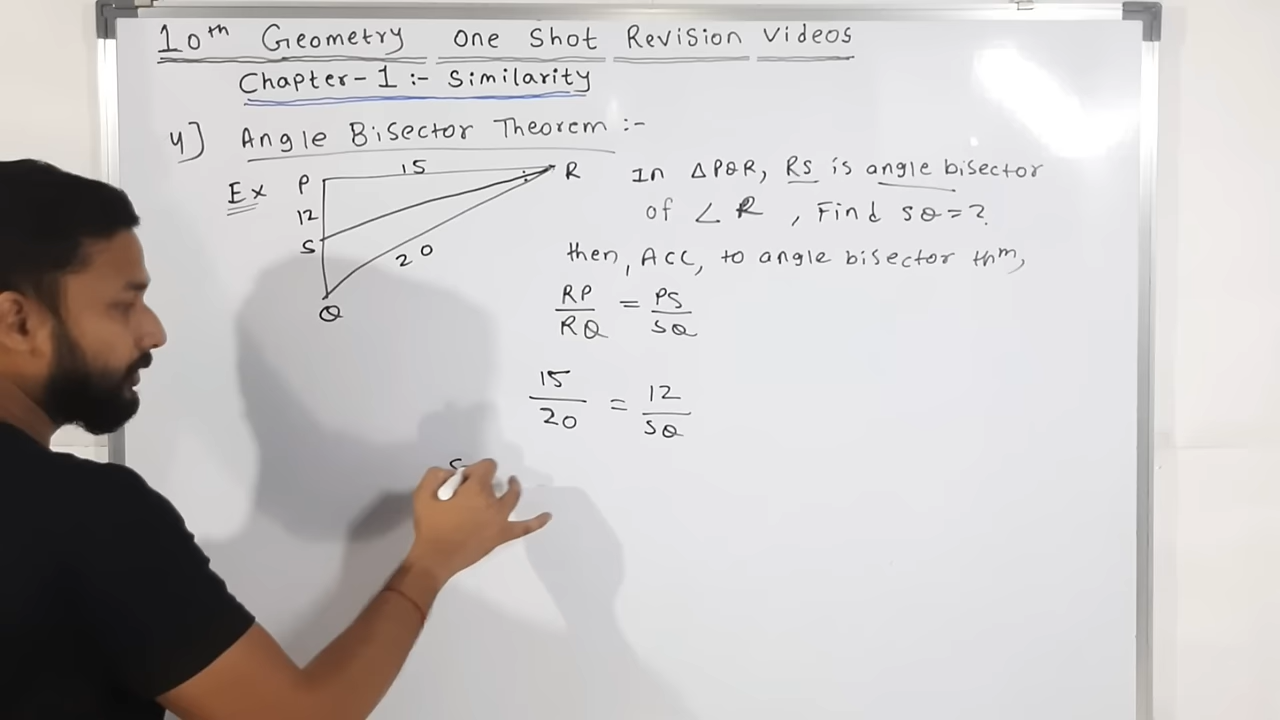 10th Geometry One Shot Revision Videos
Chapter-1 :- Similarity
4] Angle Bisector Theorem :-
Ex
P
15
R
12
S
20
Q
In ΔPQR, RS is angle bisector
of ∠R, Find SQ=?
then, Acc, to angle bisector thm,
RP/RQ = PS/SQ
15/20 = 12/SQ
S